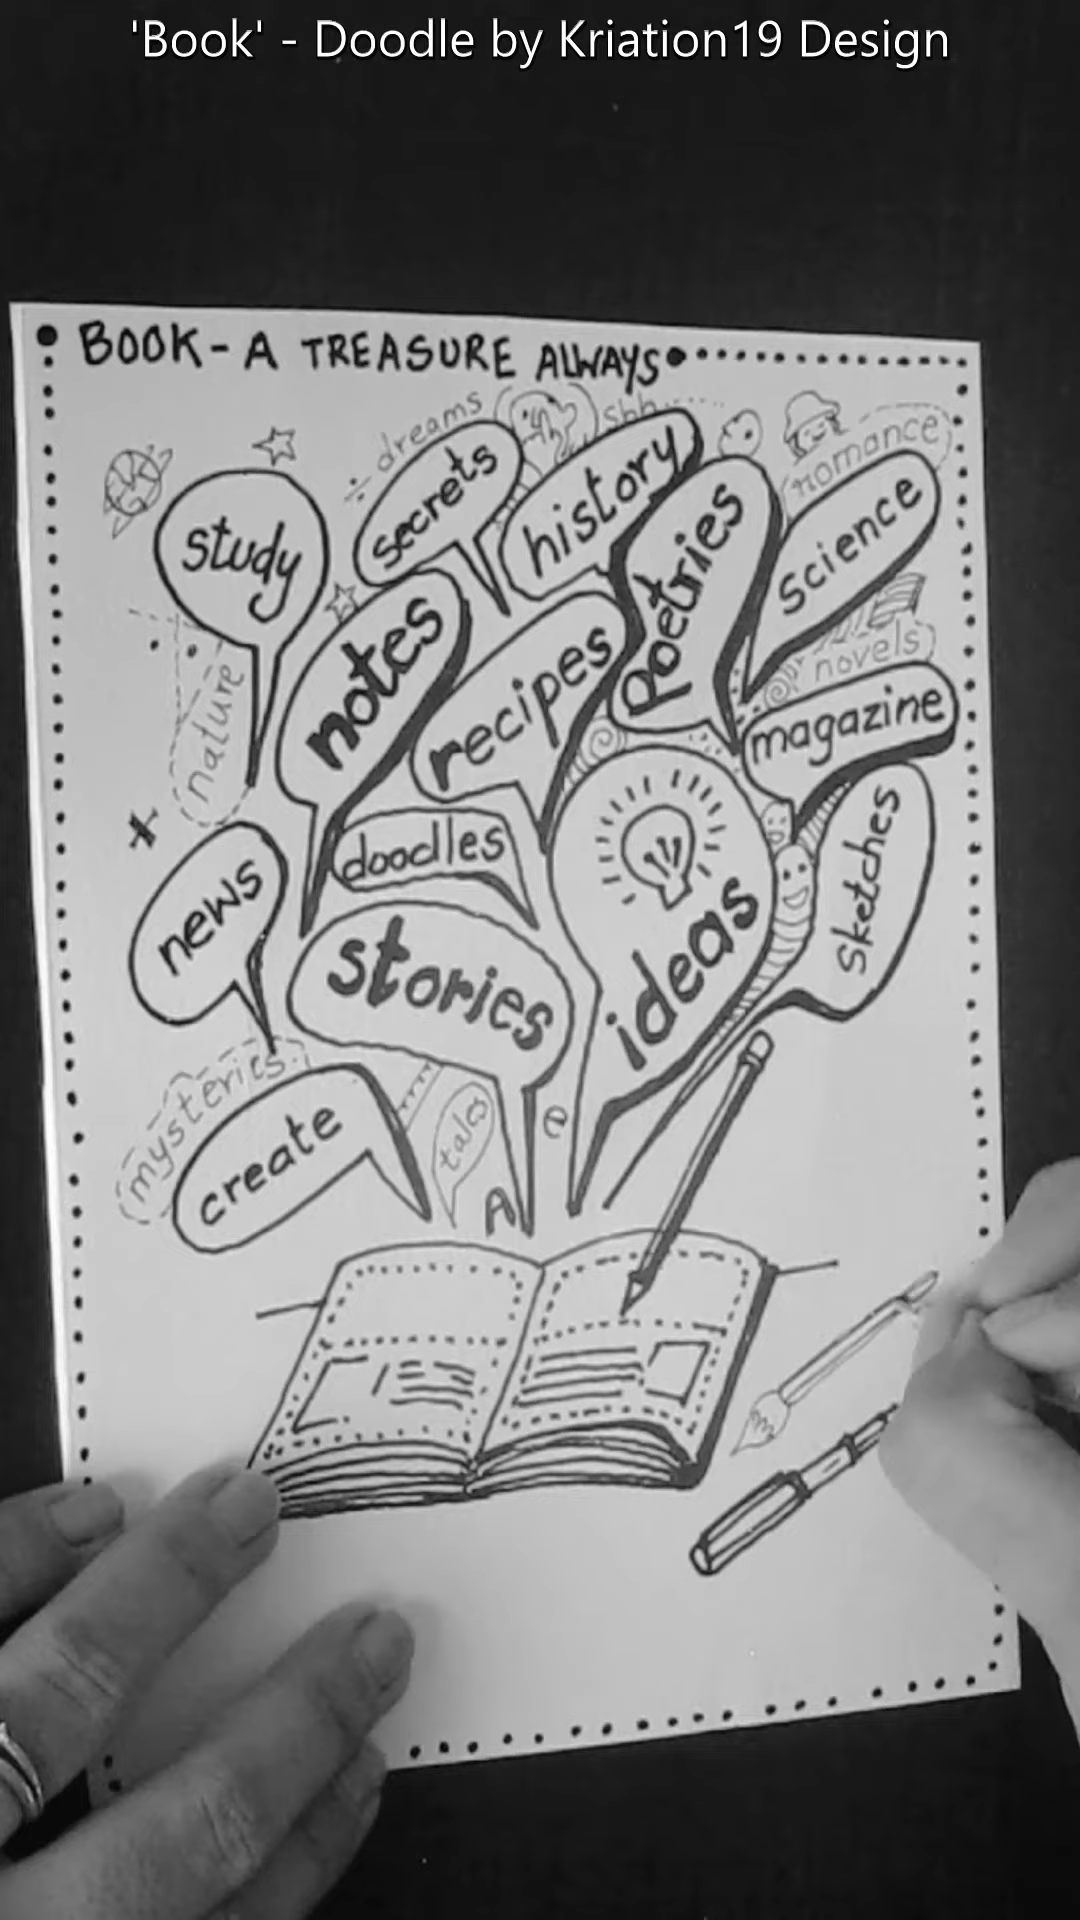 'Book' - Doodle by Kriation19 Design
BOOK - A TREASURE ALWAYS
dreams
shh
romance
secrets
history
study
Poetries
science
notes
recipes
novels
nature
magazine
doodles
sketches
news
stories
ideas
mysteries
create
tales
A